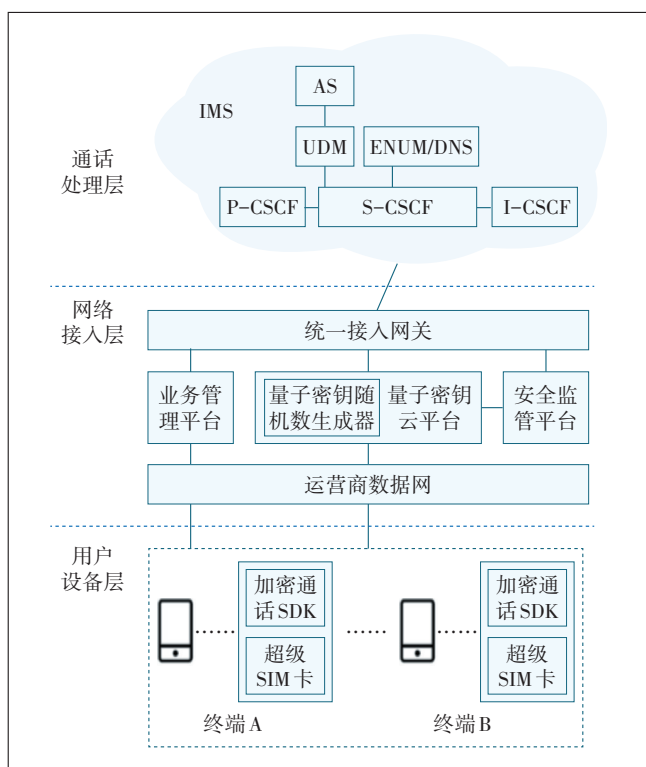 AS
IMS
UDM
ENUM/DNS
通话
处理层
P-CSCF
S-CSCF
I-CSCF
网络
接入层
统一接入网关
业务管
理平台
量子密钥随
机数生成器
量子密钥
云平台
安全监
管平台
运营商数据网
用户
设备层
加密通
话SDK
......
超级
SIM卡
......
加密通
话SDK
......
超级
SIM卡
终端A
终端B